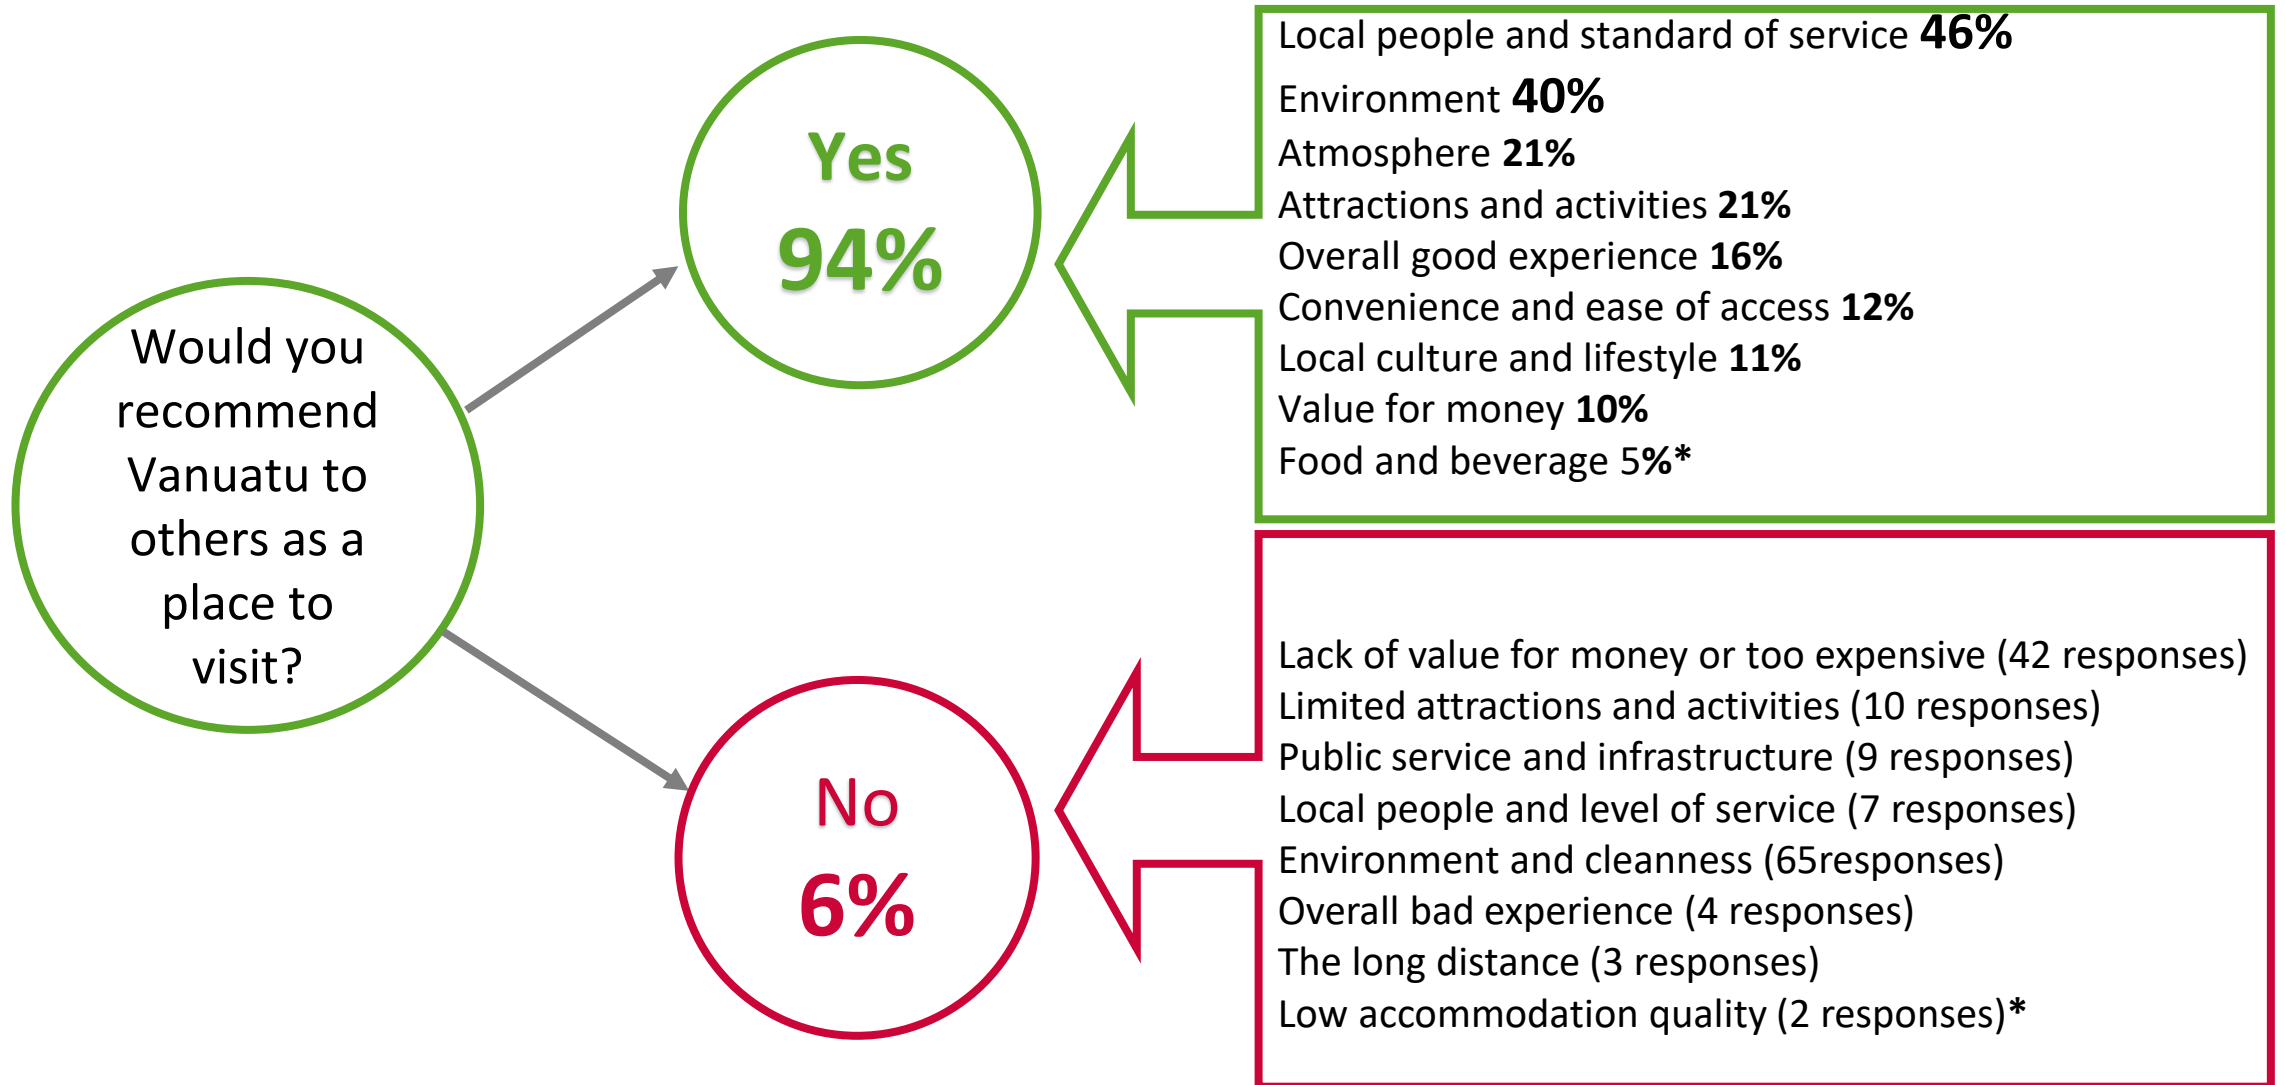 Would you
recommend
Vanuatu to
others as a
place to
visit?
Yes
94%
Local people and standard of service 46%
Environment 40%
Atmosphere 21%
Attractions and activities 21%
Overall good experience 16%
Convenience and ease of access 12%
Local culture and lifestyle 11%
Value for money 10%
Food and beverage 5%*
No
6%
Lack of value for money or too expensive (42 responses)
Limited attractions and activities (10 responses)
Public service and infrastructure (9 responses)
Local people and level of service (7 responses)
Environment and cleanness (65responses)
Overall bad experience (4 responses)
The long distance (3 responses)
Low accommodation quality (2 responses)*